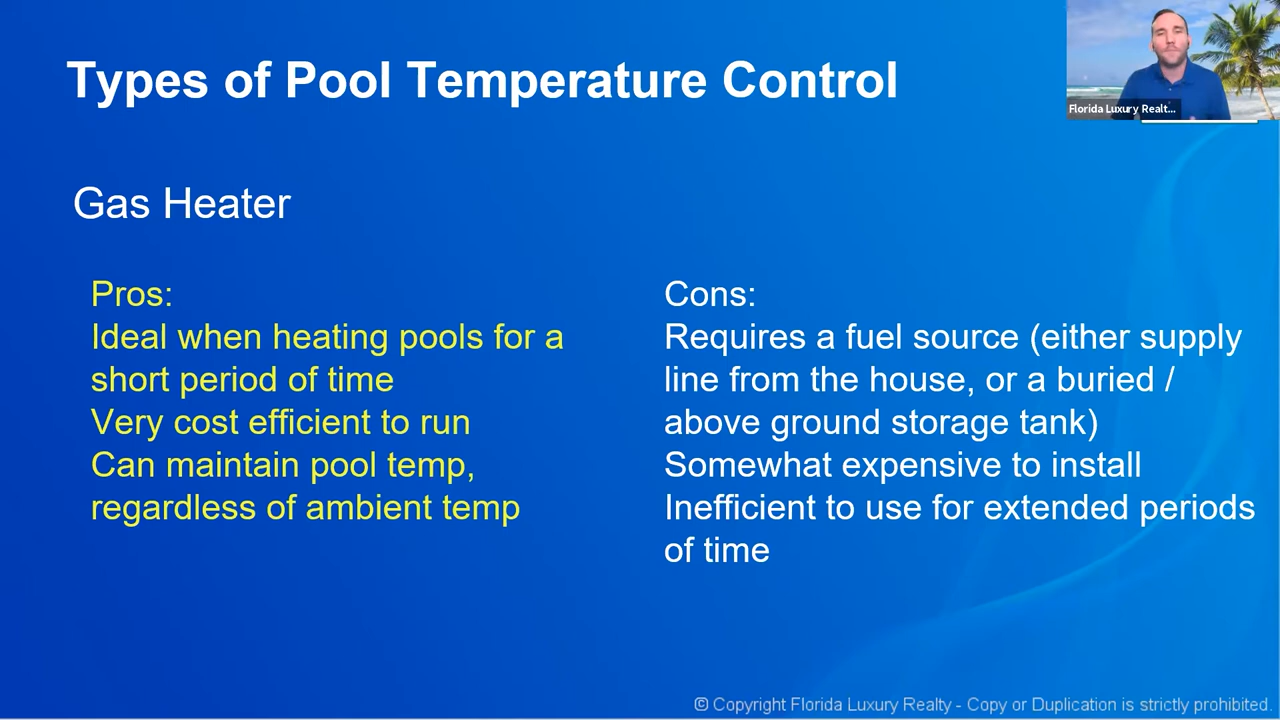 Types of Pool Temperature Control
Florida Luxury Realt...
Gas Heater
Pros:
Ideal when heating pools for a
short period of time
Very cost efficient to run
Can maintain pool temp,
regardless of ambient temp
Cons:
Requires a fuel source (either supply
line from the house, or a buried /
above ground storage tank)
Somewhat expensive to install
Inefficient to use for extended periods
of time
© Copyright Florida Luxury Realty - Copy or Duplication is strictly prohibited.